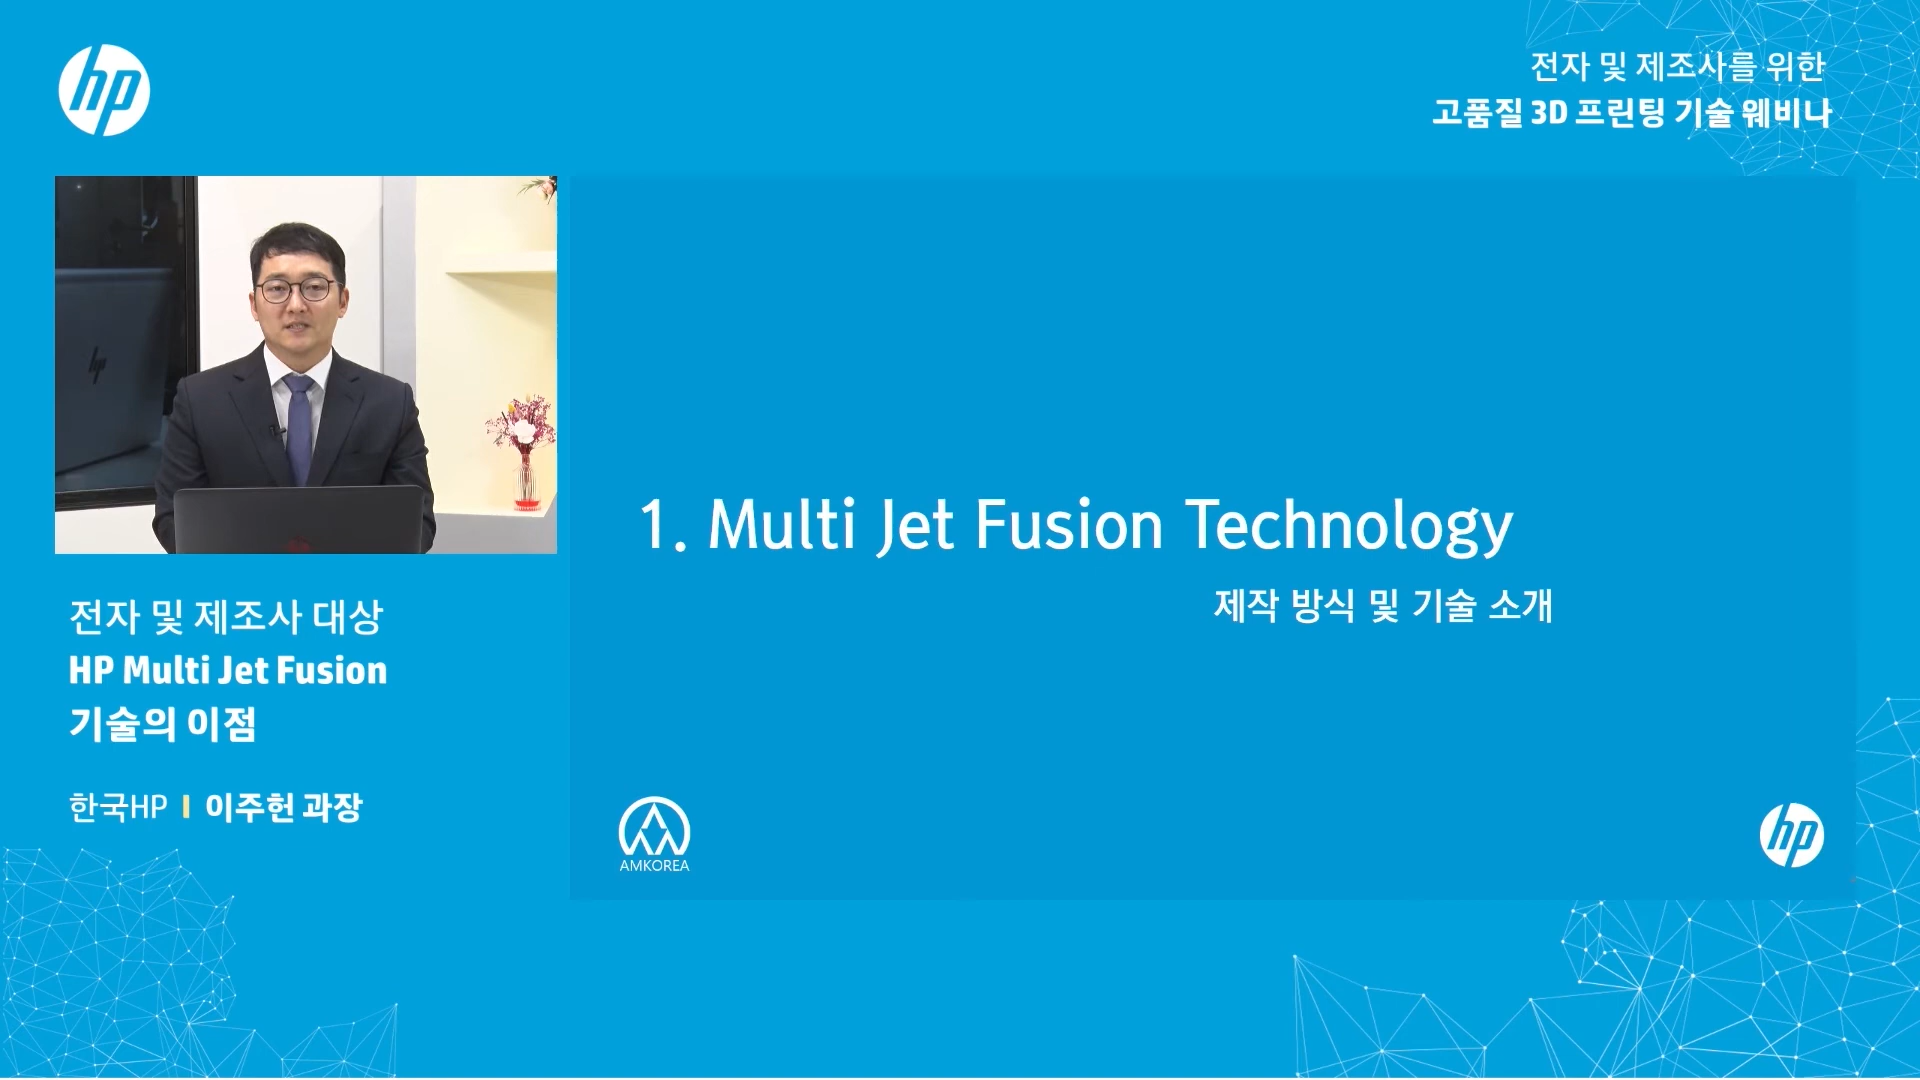 hp
전자 및 제조사를 위한
고품질 3D 프린팅 기술 웨비나
hp
1. Multi Jet Fusion Technology
제작 방식 및 기술 소개
전자 및 제조사 대상
HP Multi Jet Fusion
기술의 이점
한국HP I 이주헌 과장
AMKOREA
hp